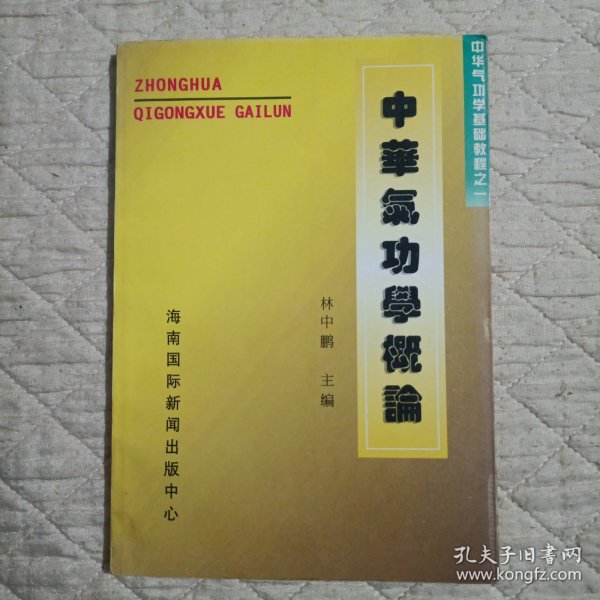 ZHONGHUA
QIGONGXUE GAILUN
中華氣功學概論
中华气功学基础教程之一
林中鹏 主编
海南国际新闻出版中心
孔夫子旧书网
www.kongfz.com